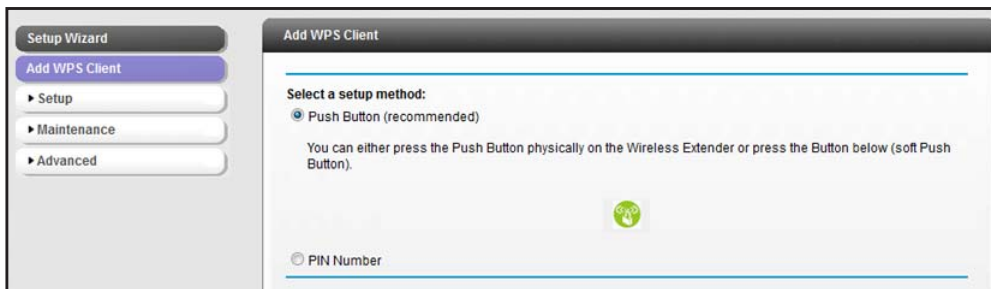 Setup Wizard
Add WPS Client
Setup
Maintenance
Advanced
Add WPS Client
Select a setup method:
Push Button (recommended)
You can either press the Push Button physically on the Wireless Extender or press the Button below (soft Push
Button).
PIN Number